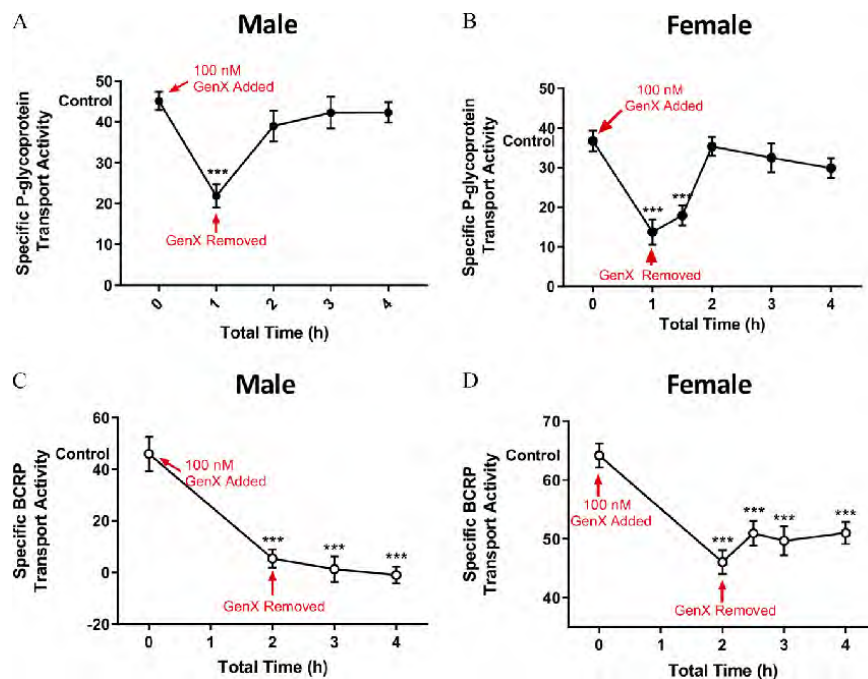 A
Male
100 nM
GenX Added
Control
50
40
30
20
10
0
***
GenX Removed
Specific P-glycoprotein
Transport Activity
0
1
2
3
4
Total Time (h)
B
Female
100 nM
GenX Added
Control
50
40
30
20
10
0
***
***
GenX Removed
Specific P-glycoprotein
Transport Activity
0
1
2
3
4
Total Time (h)
C
Male
60
Control
40
20
0
-20
100 nM
GenX Added
***
***
***
GenX Removed
Specific BCRP
Transport Activity
0
1
2
3
4
Total Time (h)
D
Female
75
Control
65
55
45
100 nM
GenX Added
***
***
***
***
GenX Removed
Specific BCRP
Transport Activity
0
1
2
3
4
Total Time (h)